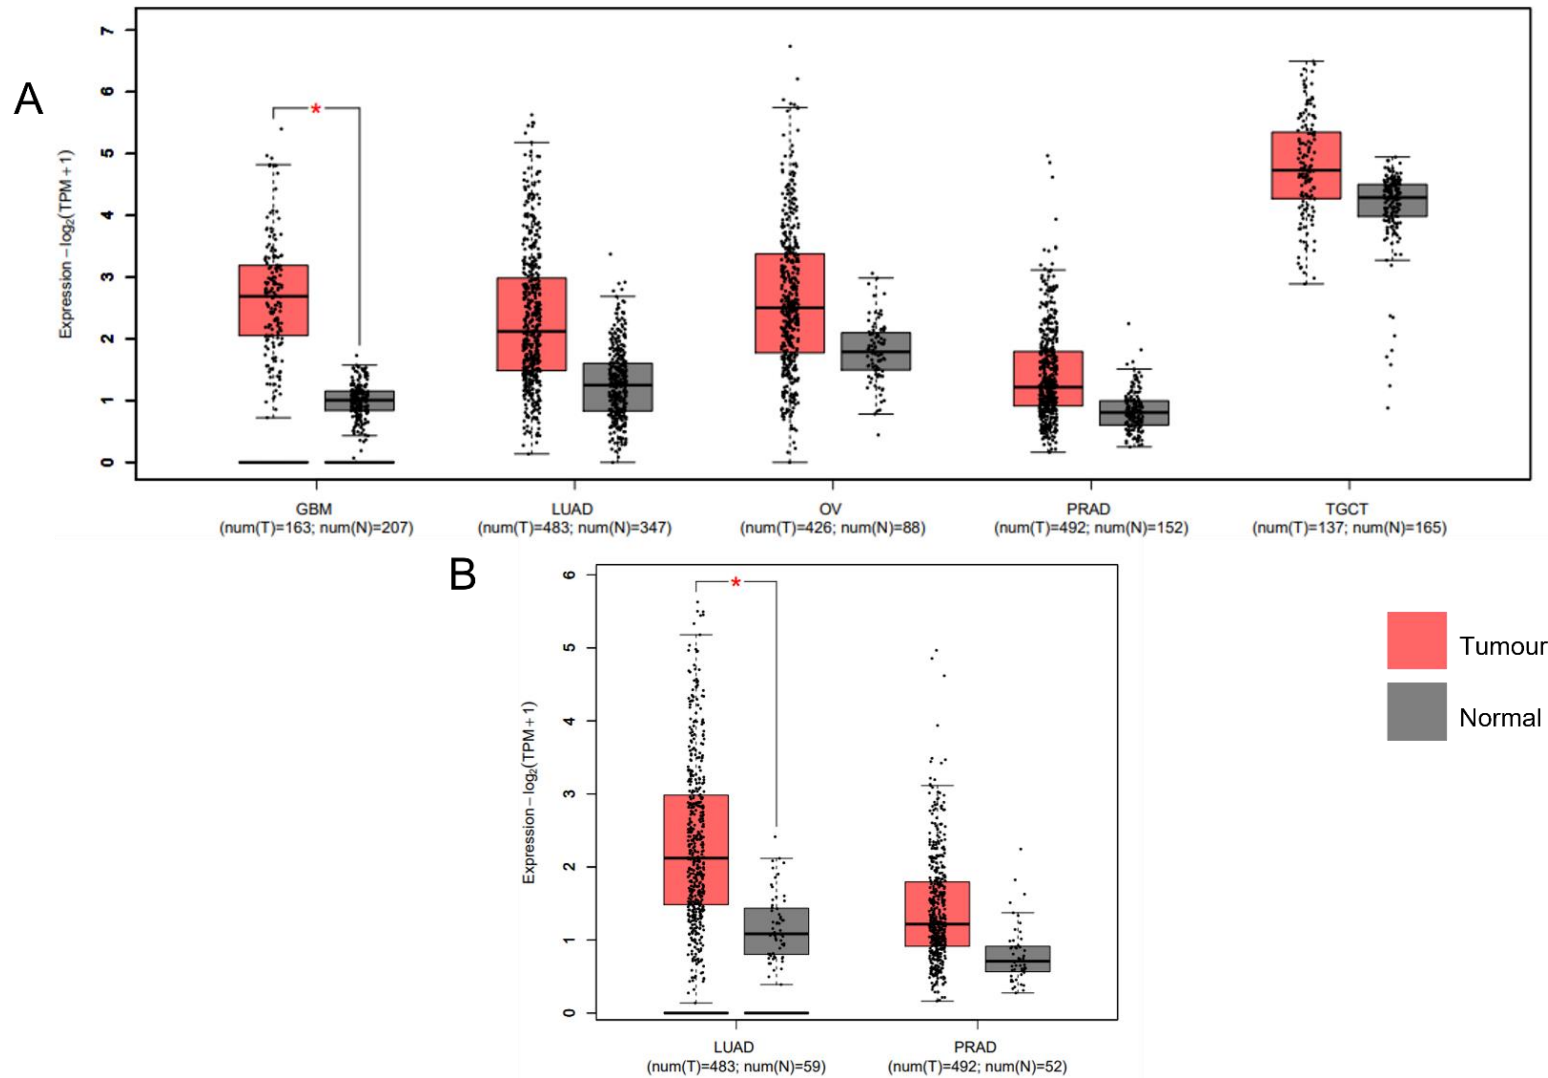 A
Expression – log2(TPM + 1)
7
6
5
4
3
2
1
0
*
GBM
(num(T)=163; num(N)=207)
LUAD
(num(T)=483; num(N)=347)
OV
(num(T)=426; num(N)=88)
PRAD
(num(T)=492; num(N)=152)
TGCT
(num(T)=137; num(N)=165)
B
Expression – log2(TPM + 1)
6
5
4
3
2
1
0
*
LUAD
(num(T)=483; num(N)=59)
PRAD
(num(T)=492; num(N)=52)
Tumour
Normal